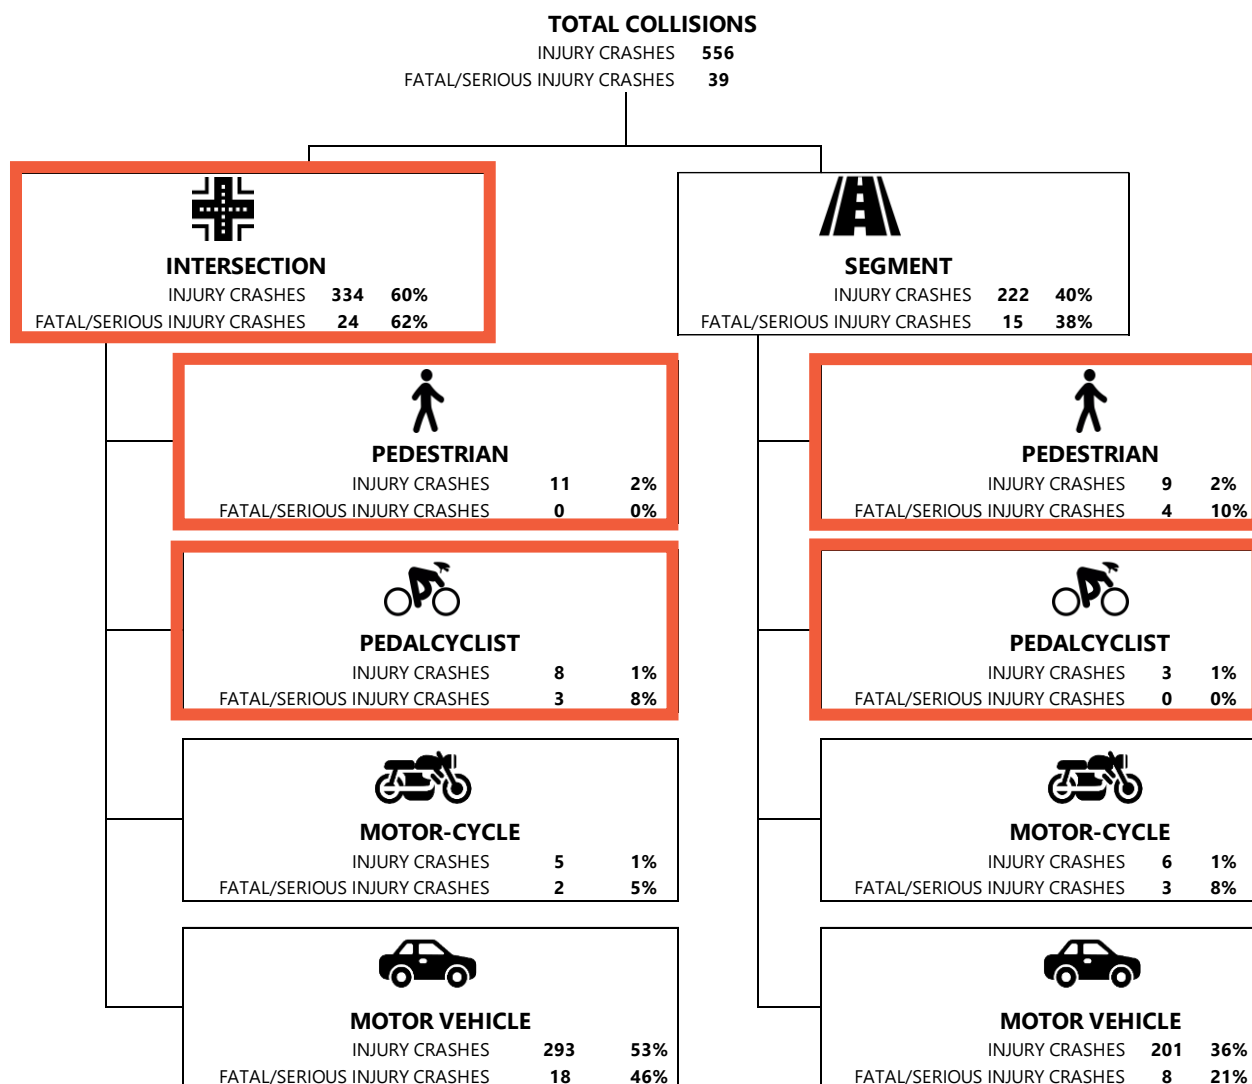 TOTAL COLLISIONS
INJURY CRASHES 556
FATAL/SERIOUS INJURY CRASHES 39
INTERSECTION
INJURY CRASHES 334 60%
FATAL/SERIOUS INJURY CRASHES 24 62%
SEGMENT
INJURY CRASHES 222 40%
FATAL/SERIOUS INJURY CRASHES 15 38%
PEDESTRIAN
INJURY CRASHES 11 2%
FATAL/SERIOUS INJURY CRASHES 0 0%
PEDESTRIAN
INJURY CRASHES 9 2%
FATAL/SERIOUS INJURY CRASHES 4 10%
PEDALCYCLIST
INJURY CRASHES 8 1%
FATAL/SERIOUS INJURY CRASHES 3 8%
PEDALCYCLIST
INJURY CRASHES 3 1%
FATAL/SERIOUS INJURY CRASHES 0 0%
MOTOR-CYCLE
INJURY CRASHES 5 1%
FATAL/SERIOUS INJURY CRASHES 2 5%
MOTOR-CYCLE
INJURY CRASHES 6 1%
FATAL/SERIOUS INJURY CRASHES 3 8%
MOTOR VEHICLE
INJURY CRASHES 293 53%
FATAL/SERIOUS INJURY CRASHES 18 46%
MOTOR VEHICLE
INJURY CRASHES 201 36%
FATAL/SERIOUS INJURY CRASHES 8 21%